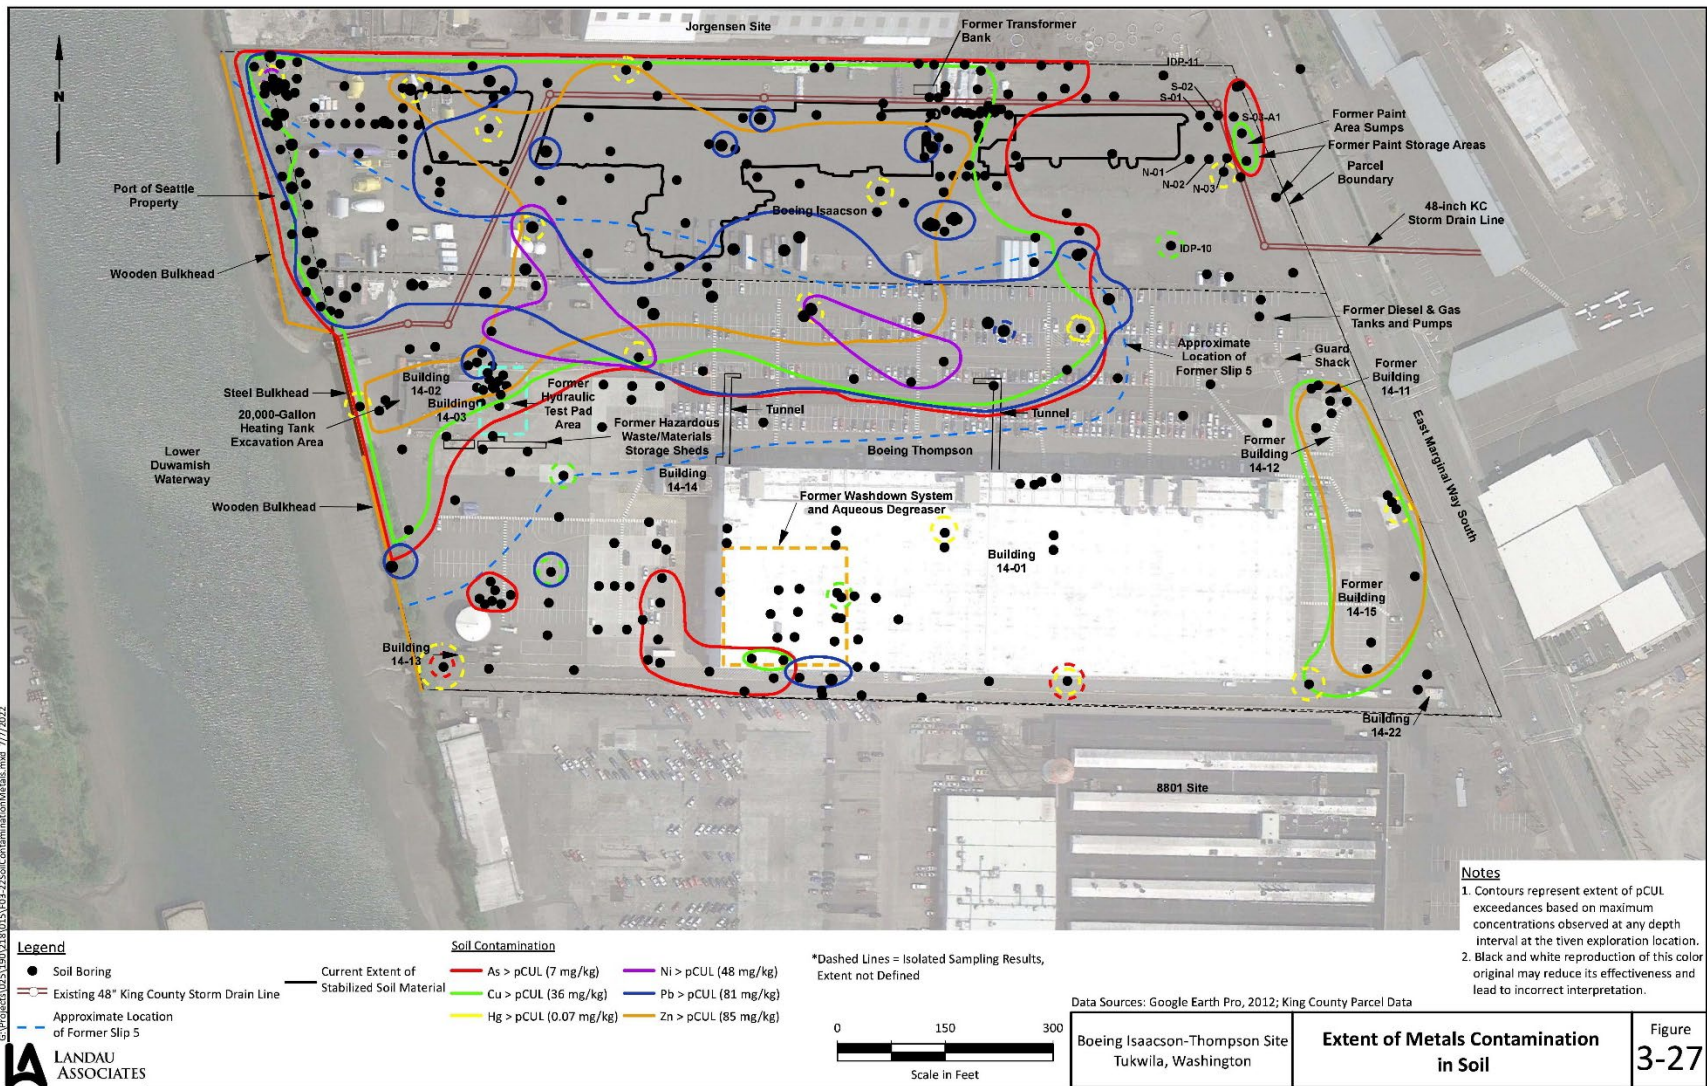 Jorgensen Site
Former Transformer
Bank
IDP-11
S-02
S-01
S-03-A1
Former Paint
Area Sumps
Former Paint Storage Areas
Parcel
Boundary
N
N-01
N-02
N-03
48-inch KC
Storm Drain Line
Port of Seattle
Property
Boeing Isaacson
IDP-10
Wooden Bulkhead
Former Diesel & Gas
Tanks and Pumps
Approximate
Location of
Former Slip 5
Guard
Shack
Former
Building
14-11
Steel Bulkhead
Building
14-02
Building
14-03
Former
Hydraulic
Test Pad
Area
Tunnel
Tunnel
20,000-Gallon
Heating Tank
Excavation Area
Former Hazardous
Waste/Materials
Storage Sheds
Boeing Thompson
Former
Building
14-12
East Marginal Way South
Lower
Duwamish
Waterway
Building
14-14
Wooden Bulkhead
Former Washdown System
and Aqueous Degreaser
Building
14-01
Former
Building
14-15
Building
14-13
Building
14-22
8801 Site
Notes
1. Contours represent extent of pCUL
exceedances based on maximum
concentrations observed at any depth
interval at the tiven exploration location.
2. Black and white reproduction of this color
original may reduce its effectiveness and
lead to incorrect interpretation.
Legend
Soil Boring
Existing 48" King County Storm Drain Line
Approximate Location
of Former Slip 5
Current Extent of
Stabilized Soil Material
Soil Contamination
As > pCUL (7 mg/kg)
Cu > pCUL (36 mg/kg)
Hg > pCUL (0.07 mg/kg)
Ni > pCUL (48 mg/kg)
Pb > pCUL (81 mg/kg)
Zn > pCUL (85 mg/kg)
*Dashed Lines = Isolated Sampling Results,
Extent not Defined
0 150 300
Scale in Feet
Data Sources: Google Earth Pro, 2012; King County Parcel Data
LA
LANDAU
ASSOCIATES
Boeing Isaacson-Thompson Site
Tukwila, Washington
Extent of Metals Contamination
in Soil
Figure
3-27